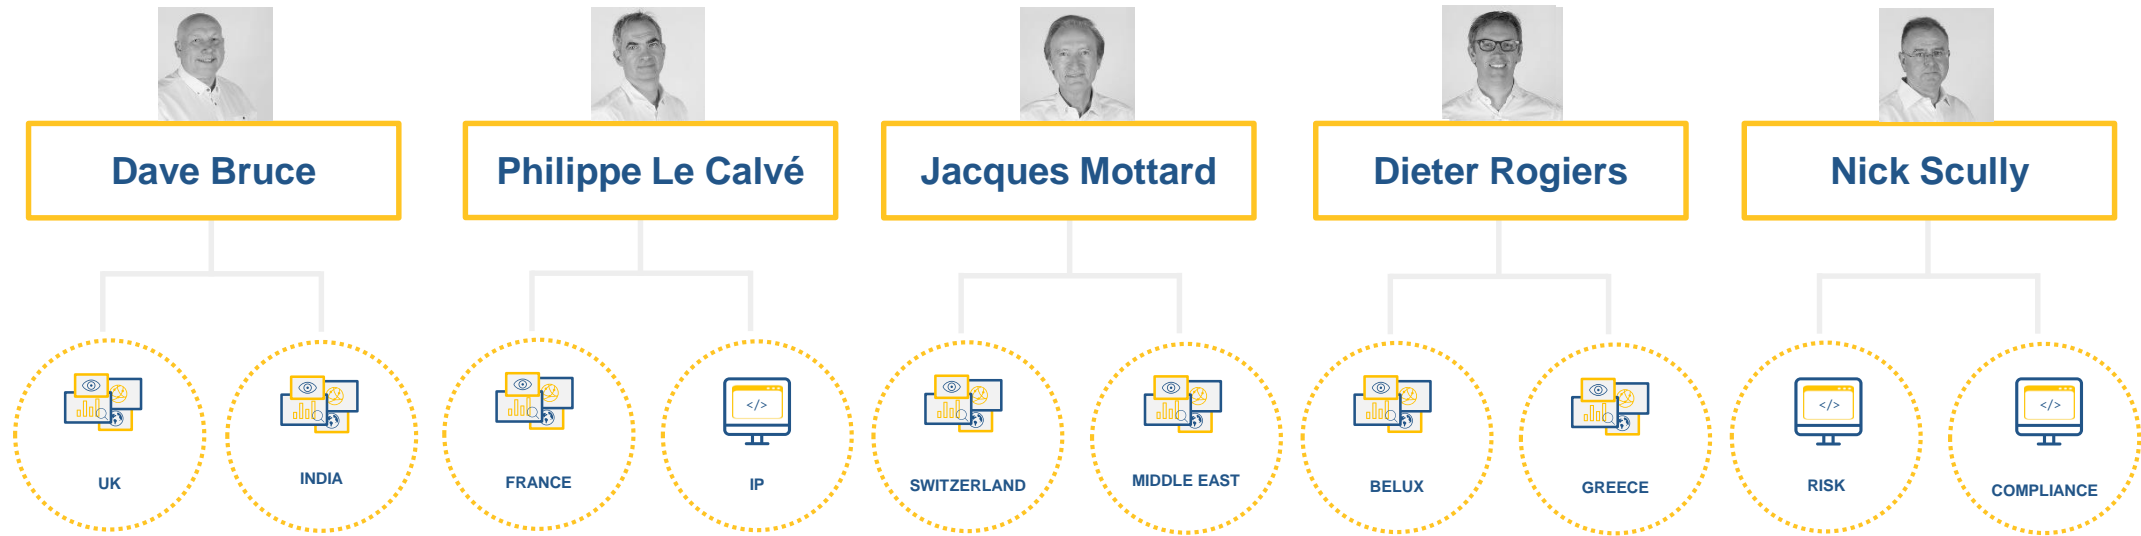 Dave Bruce
Philippe Le Calvé
Jacques Mottard
Dieter Rogiers
Nick Scully
</>
</>
</>
UK
INDIA
FRANCE
IP
SWITZERLAND
MIDDLE EAST
BELUX
GREECE
RISK
COMPLIANCE